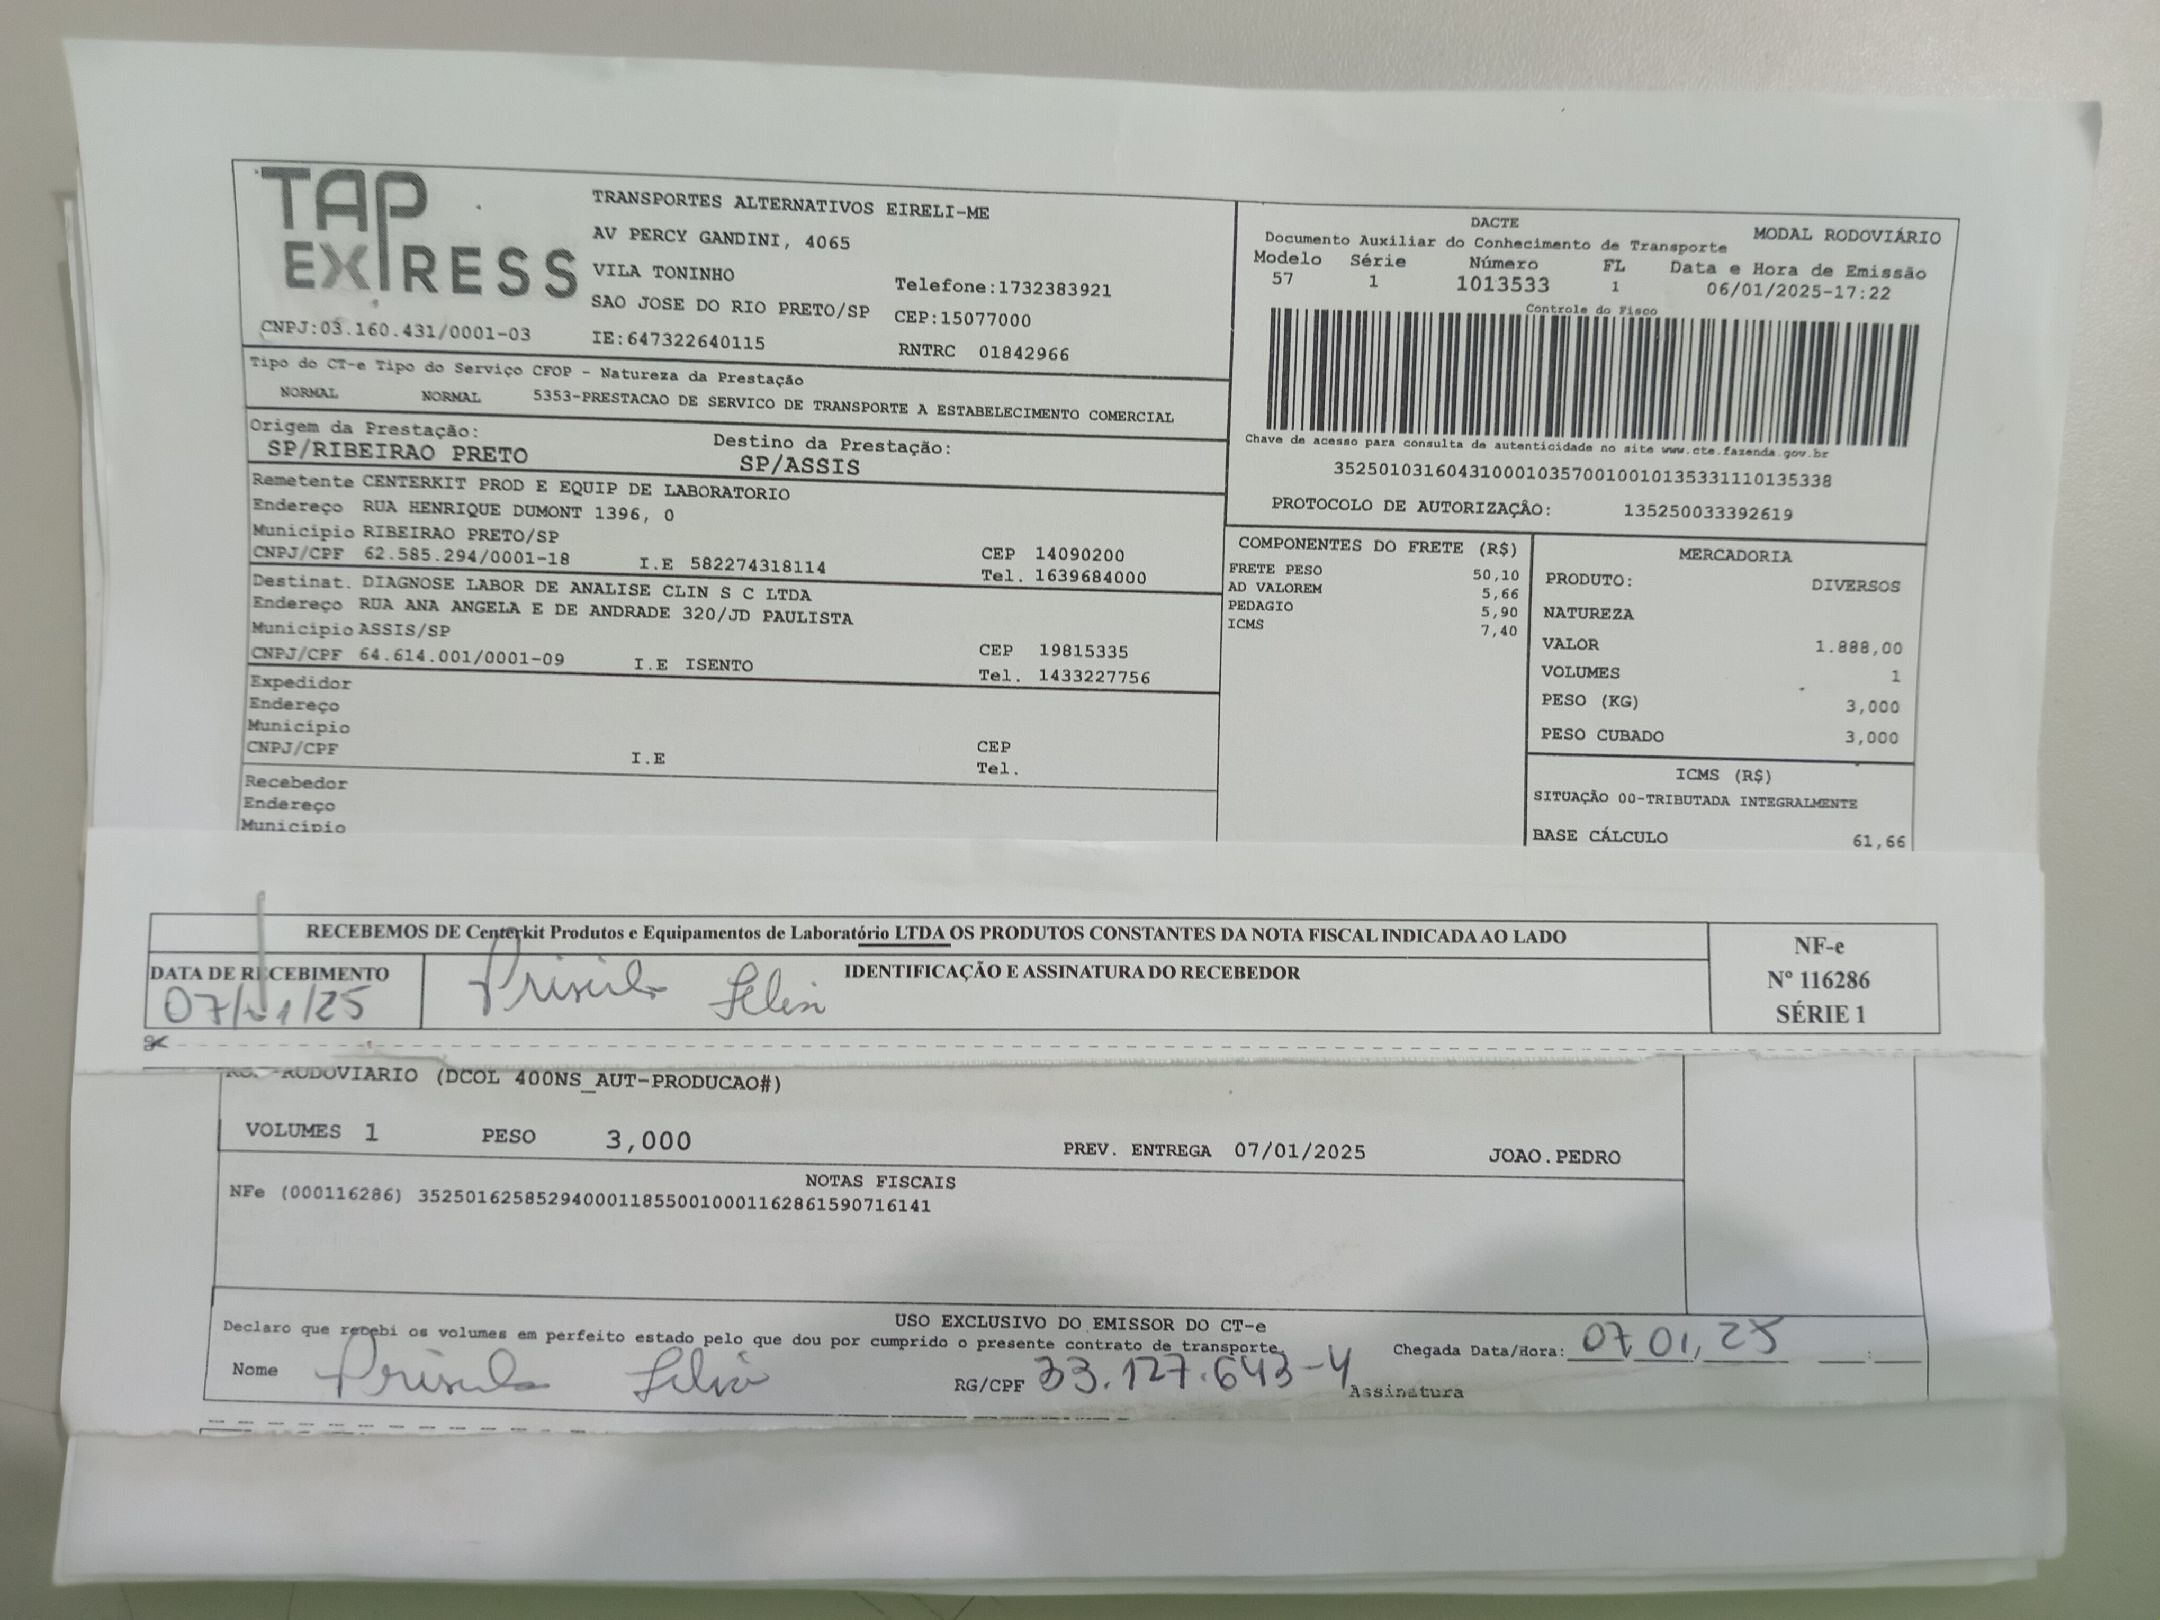 TAP
EXPRESS
TRANSPORTES ALTERNATIVOS EIRELI-ME
AV PERCY GANDINI, 4065
VILA TONINHO
Telefone:1732383921
SAO JOSE DO RIO PRETO/SP CEP:15077000
CNPJ:03.160.431/0001-03 IE:647322640115 RNTRC 01842966
DACTE
Documento Auxiliar do Conhecimento de Transporte MODAL RODOVIÁRIO
Modelo Série Número FL Data e Hora de Emissão
57 1 1013533 1 06/01/2025-17:22
Controle do Fisco
Chave de acesso para consulta de autenticidade no site www.cte.fazenda.gov.br
35250103160431000103570010010135331110135338
PROTOCOLO DE AUTORIZAÇÂO: 135250033392619
Tipo do CT-e Tipo do Serviço CFOP - Natureza da Prestação
NORMAL NORMAL 5353-PRESTACAO DE SERVICO DE TRANSPORTE A ESTABELECIMENTO COMERCIAL
Origem da Prestação: Destino da Prestação:
SP/RIBEIRAO PRETO SP/ASSIS
Remetente CENTERKIT PROD E EQUIP DE LABORATORIO
Endereço RUA HENRIQUE DUMONT 1396, 0
Município RIBEIRAO PRETO/SP CEP 14090200
CNPJ/CPF 62.585.294/0001-18 I.E 582274318114 Tel. 1639684000
Destinat. DIAGNOSE LABOR DE ANALISE CLIN S C LTDA
Endereço RUA ANA ANGELA E DE ANDRADE 320/JD PAULISTA
Município ASSIS/SP CEP 19815335
CNPJ/CPF 64.614.001/0001-09 I.E ISENTO Tel. 1433227756
Expedidor
Endereço
Município
CNPJ/CPF I.E CEP
Tel.
Recebedor
Endereço
Município
COMPONENTES DO FRETE (R$)
FRETE PESO 50,10
AD VALOREM 5,66
PEDAGIO 5,90
ICMS 7,40
MERCADORIA
PRODUTO: DIVERSOS
NATUREZA
VALOR 1.888,00
VOLUMES 1
PESO (KG) 3,000
PESO CUBADO 3,000
ICMS (R$)
SITUAÇÃO 00-TRIBUTADA INTEGRALMENTE
BASE CÁLCULO 61,66
RECEBEMOS DE Centerkit Produtos e Equipamentos de Laboratório LTDA OS PRODUTOS CONSTANTES DA NOTA FISCAL INDICADA AO LADO
DATA DE RECEBIMENTO IDENTIFICAÇÃO E ASSINATURA DO RECEBEDOR
07/01/25 Priscila
NF-e
Nº 116286
SÉRIE 1
RODOVIARIO (DCOL 400NS_AUT-PRODUCAO#)
VOLUMES 1 PESO 3,000 PREV. ENTREGA 07/01/2025 JOAO.PEDRO
NOTAS FISCAIS
NFe (000116286) 35250162585294000118550010001162861590716141
USO EXCLUSIVO DO EMISSOR DO CT-e
Declaro que recebi os volumes em perfeito estado pelo que dou por cumprido o presente contrato de transporte. Chegada Data/Hora: 07 01, 25 :
Nome Priscila RG/CPF 33.127.643-4 Assinatura